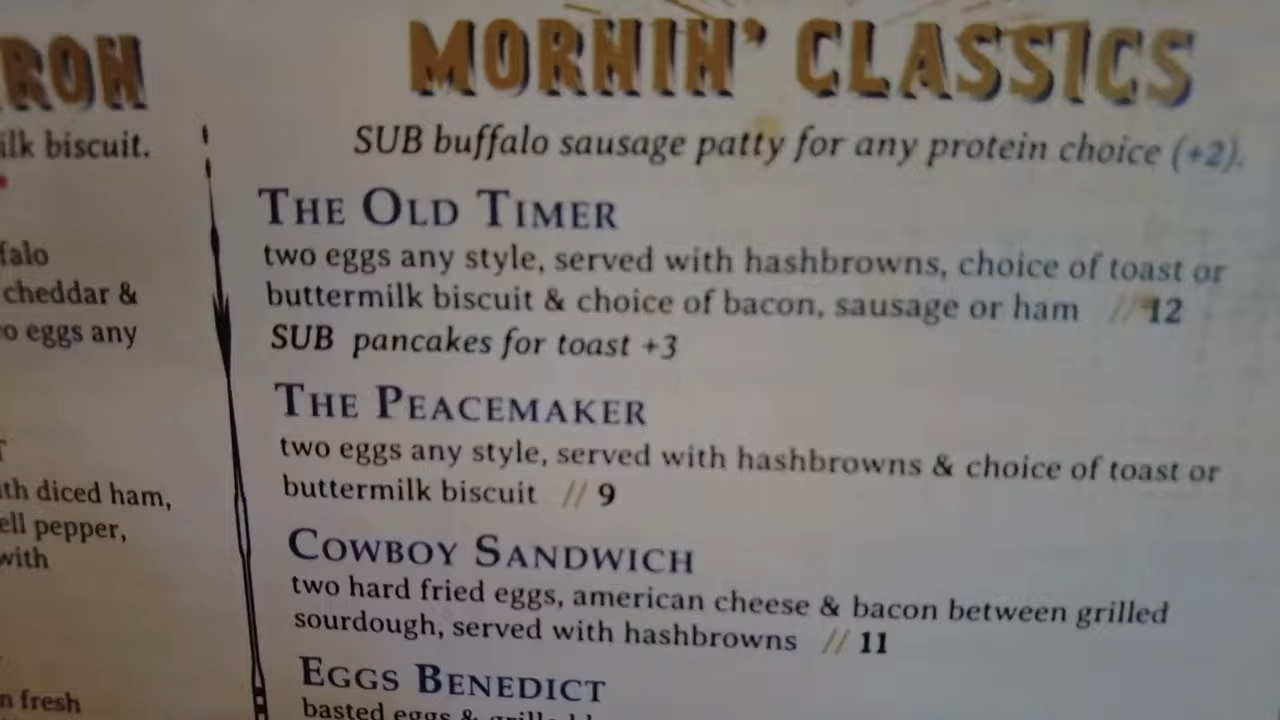 RON
ilk biscuit.
falo
cheddar &
o eggs any
ith diced ham,
ell pepper,
with
n fresh
MORNIN' CLASSICS
SUB buffalo sausage patty for any protein choice (+2).
THE OLD TIMER
two eggs any style, served with hashbrowns, choice of toast or
buttermilk biscuit & choice of bacon, sausage or ham // 12
SUB pancakes for toast +3
THE PEACEMAKER
two eggs any style, served with hashbrowns & choice of toast or
buttermilk biscuit // 9
COWBOY SANDWICH
two hard fried eggs, american cheese & bacon between grilled
sourdough, served with hashbrowns // 11
EGGS BENEDICT
basted eggs &